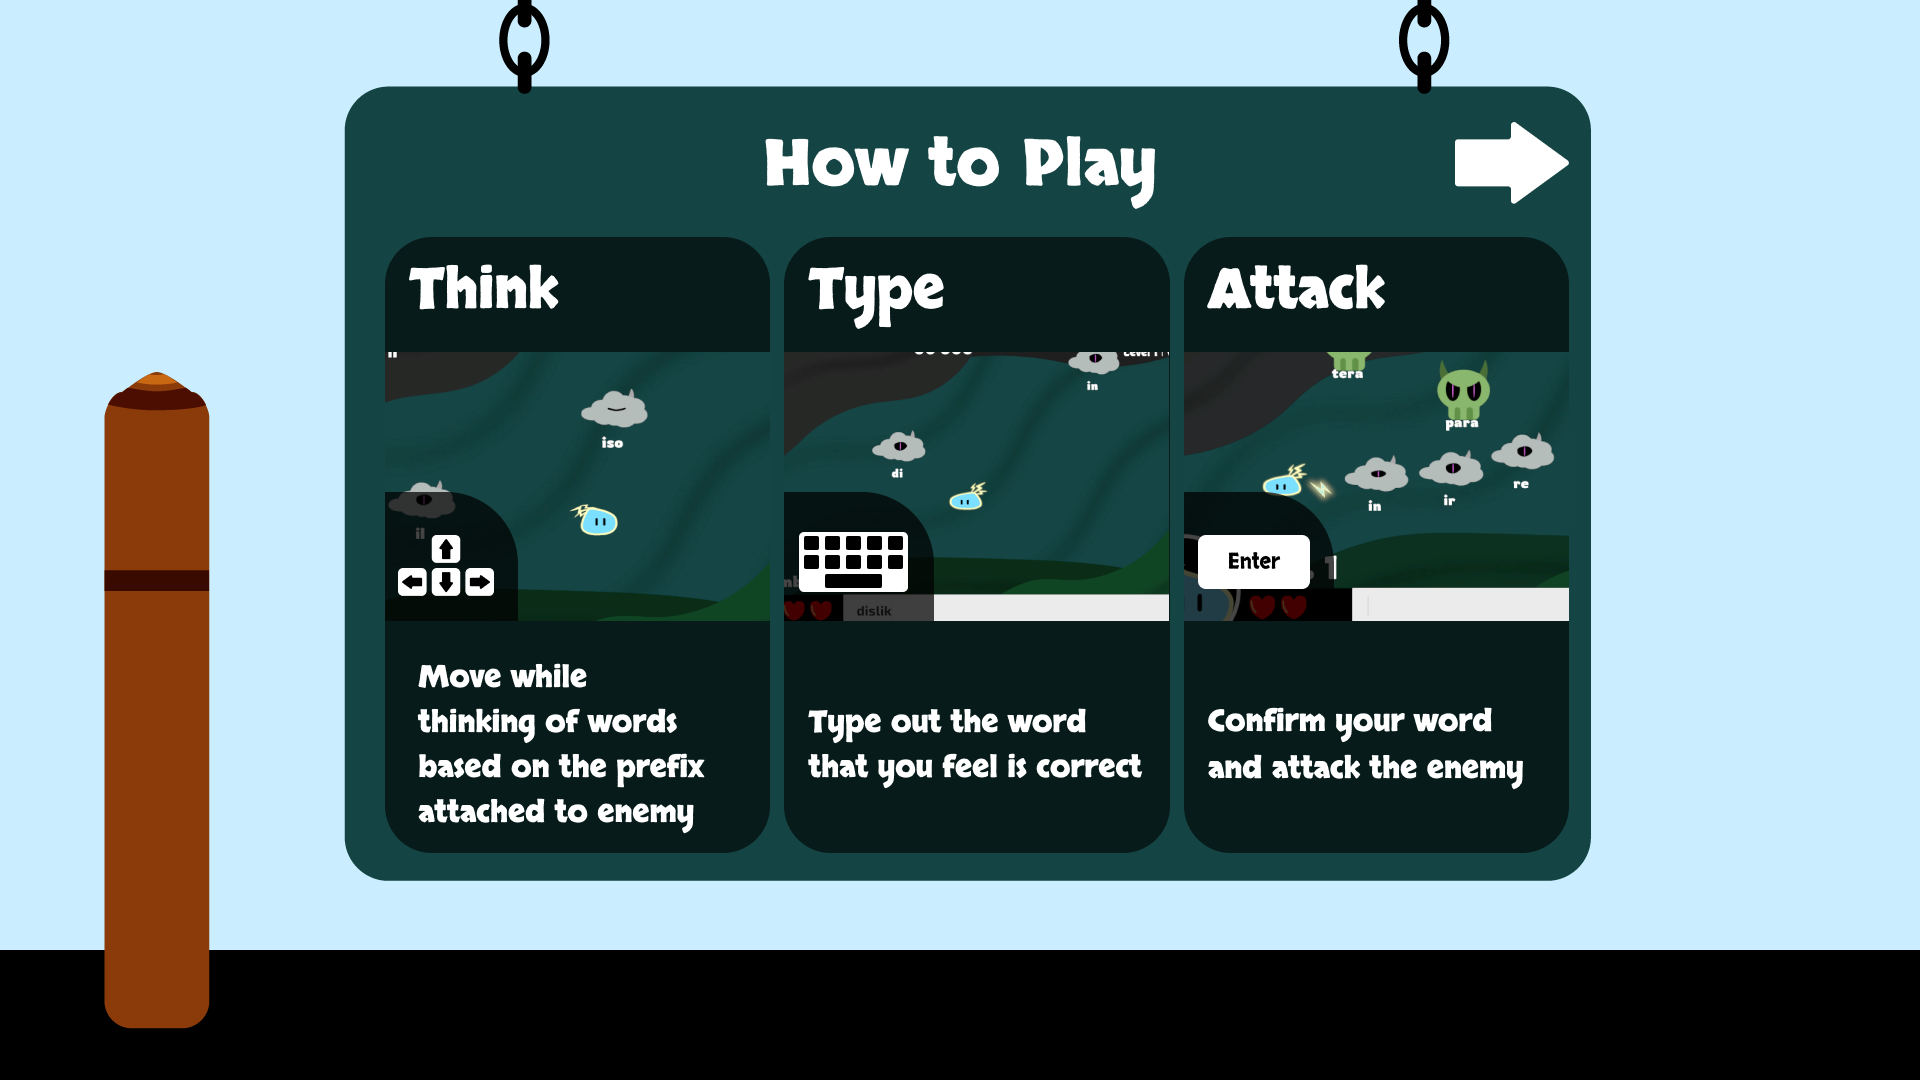 How to Play
Think
iso
il
Move while
thinking of words
based on the prefix
attached to enemy
Type
in
di
dislik
Type out the word
that you feel is correct
Attack
tera
para
re
ir
in
Enter
1
Confirm your word
and attack the enemy